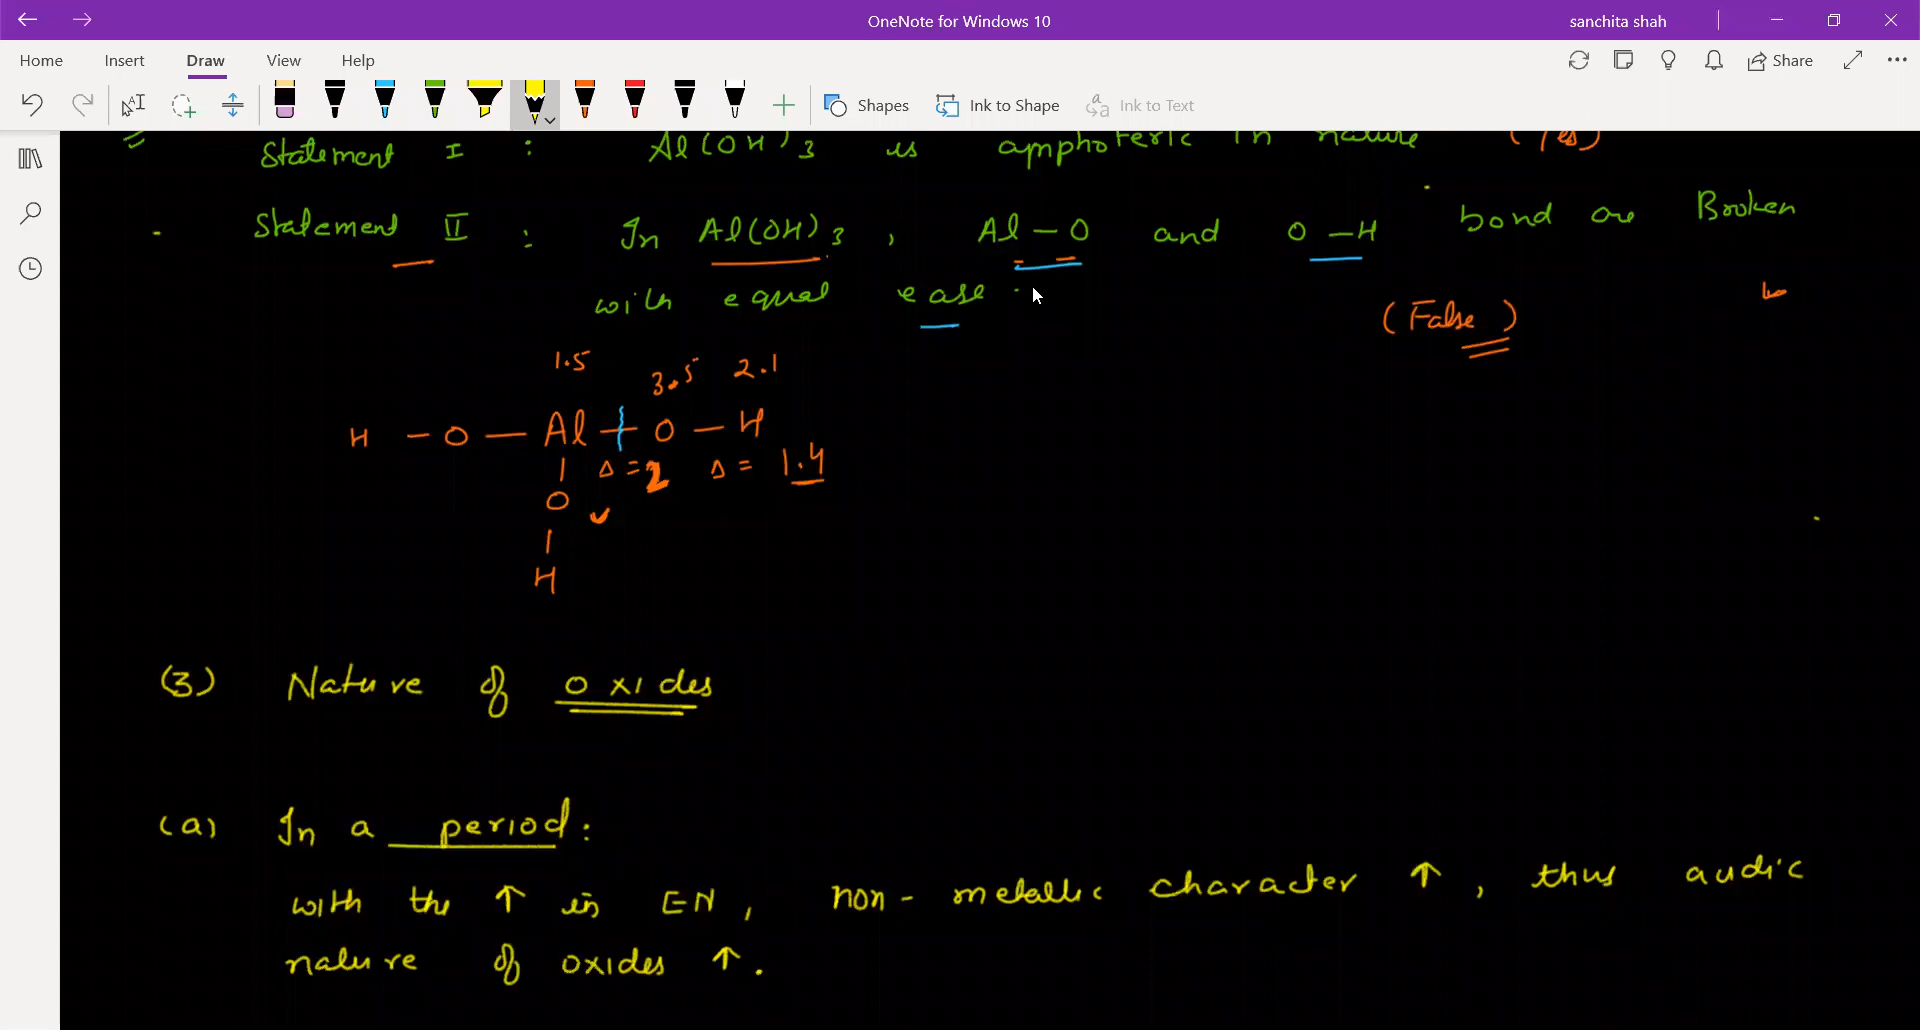 OneNote for Windows 10
sanchita shah
Home Insert Draw View Help
Share
Shapes Ink to Shape Ink to Text
Statement I : Al(OH)3 is amphoteric in nature (Yes)
Statement II : In Al(OH)3 , Al – O and O – H bond are Broken
with equal ease .
(False)
1.5 3.5 2.1
H – O – Al – O – H
Δ = 2 Δ = 1.4
O
H
(3) Nature of oxides
(a) In a period :
with the ↑ in EN , non - metallic character ↑ , thus acidic
nature of oxides ↑ .